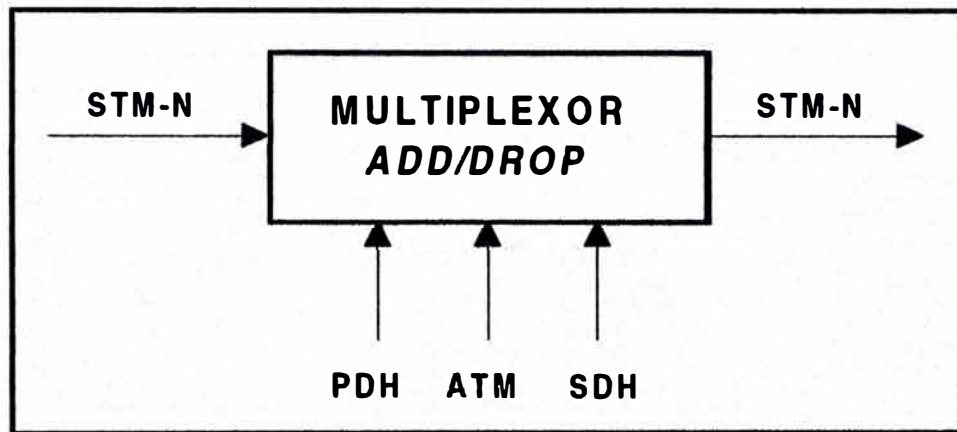 STM-N
MULTIPLEXOR
ADD/DROP
STM-N
PDH ATM SDH